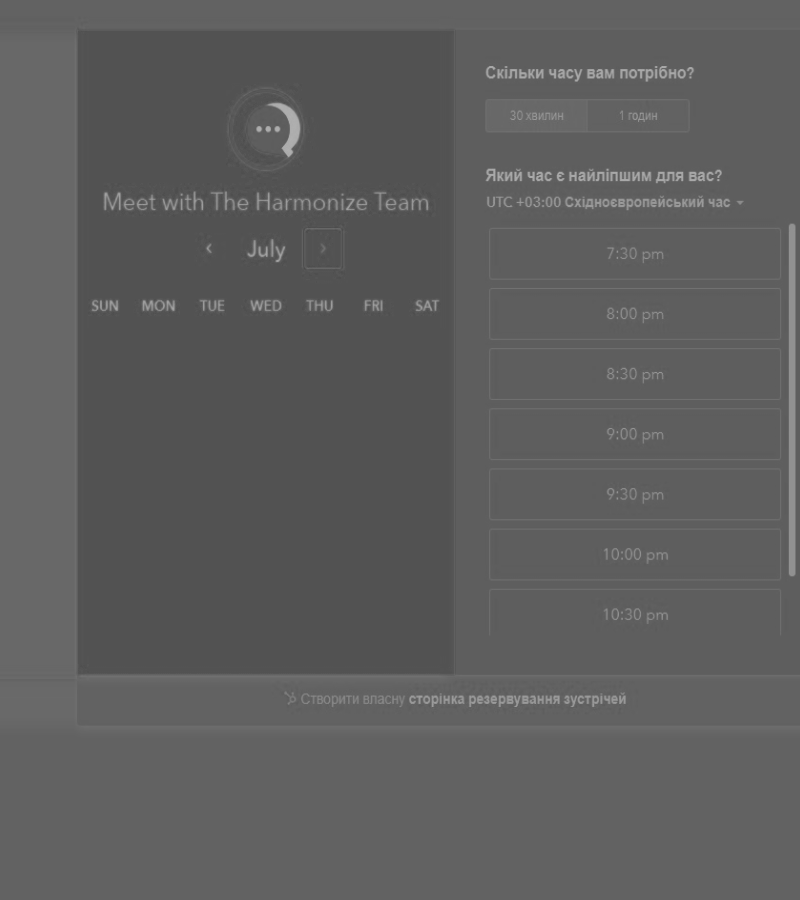 Meet with The Harmonize Team
July
SUN MON TUE WED THU FRI SAT
Скільки часу вам потрібно?
30 хвилин 1 годин
Який час є найліпшим для вас?
UTC +03:00 Східноєвропейський час
7:30 pm
8:00 pm
8:30 pm
9:00 pm
9:30 pm
10:00 pm
10:30 pm
Створити власну сторінка резервування зустрічей